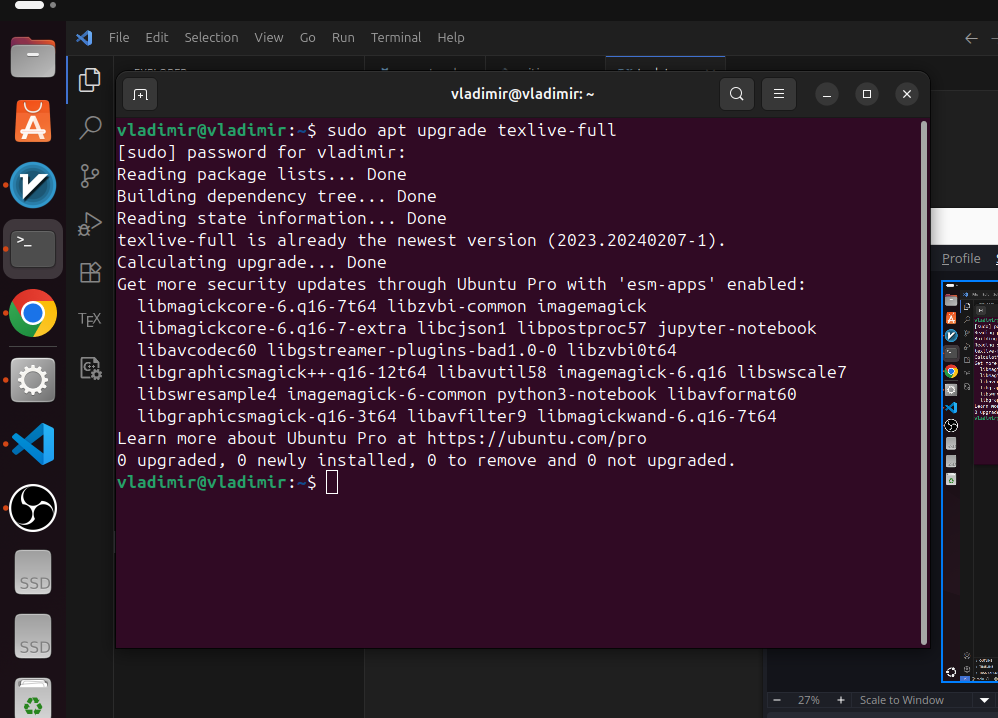 File Edit Selection View Go Run Terminal Help
vladimir@vladimir: ~
vladimir@vladimir:~$ sudo apt upgrade texlive-full
[sudo] password for vladimir:
Reading package lists... Done
Building dependency tree... Done
Reading state information... Done
texlive-full is already the newest version (2023.20240207-1).
Calculating upgrade... Done
Get more security updates through Ubuntu Pro with 'esm-apps' enabled:
  libmagickcore-6.q16-7t64 libzvbi-common imagemagick
  libmagickcore-6.q16-7-extra libcjson1 libpostproc57 jupyter-notebook
  libavcodec60 libgstreamer-plugins-bad1.0-0 libzvbi0t64
  libgraphicsmagick++-q16-12t64 libavutil58 imagemagick-6.q16 libswscale7
  libswresample4 imagemagick-6-common python3-notebook libavformat60
  libgraphicsmagick-q16-3t64 libavfilter9 libmagickwand-6.q16-7t64
Learn more about Ubuntu Pro at https://ubuntu.com/pro
0 upgraded, 0 newly installed, 0 to remove and 0 not upgraded.
vladimir@vladimir:~$
TEX
Profile
SSD
SSD
27% Scale to Window